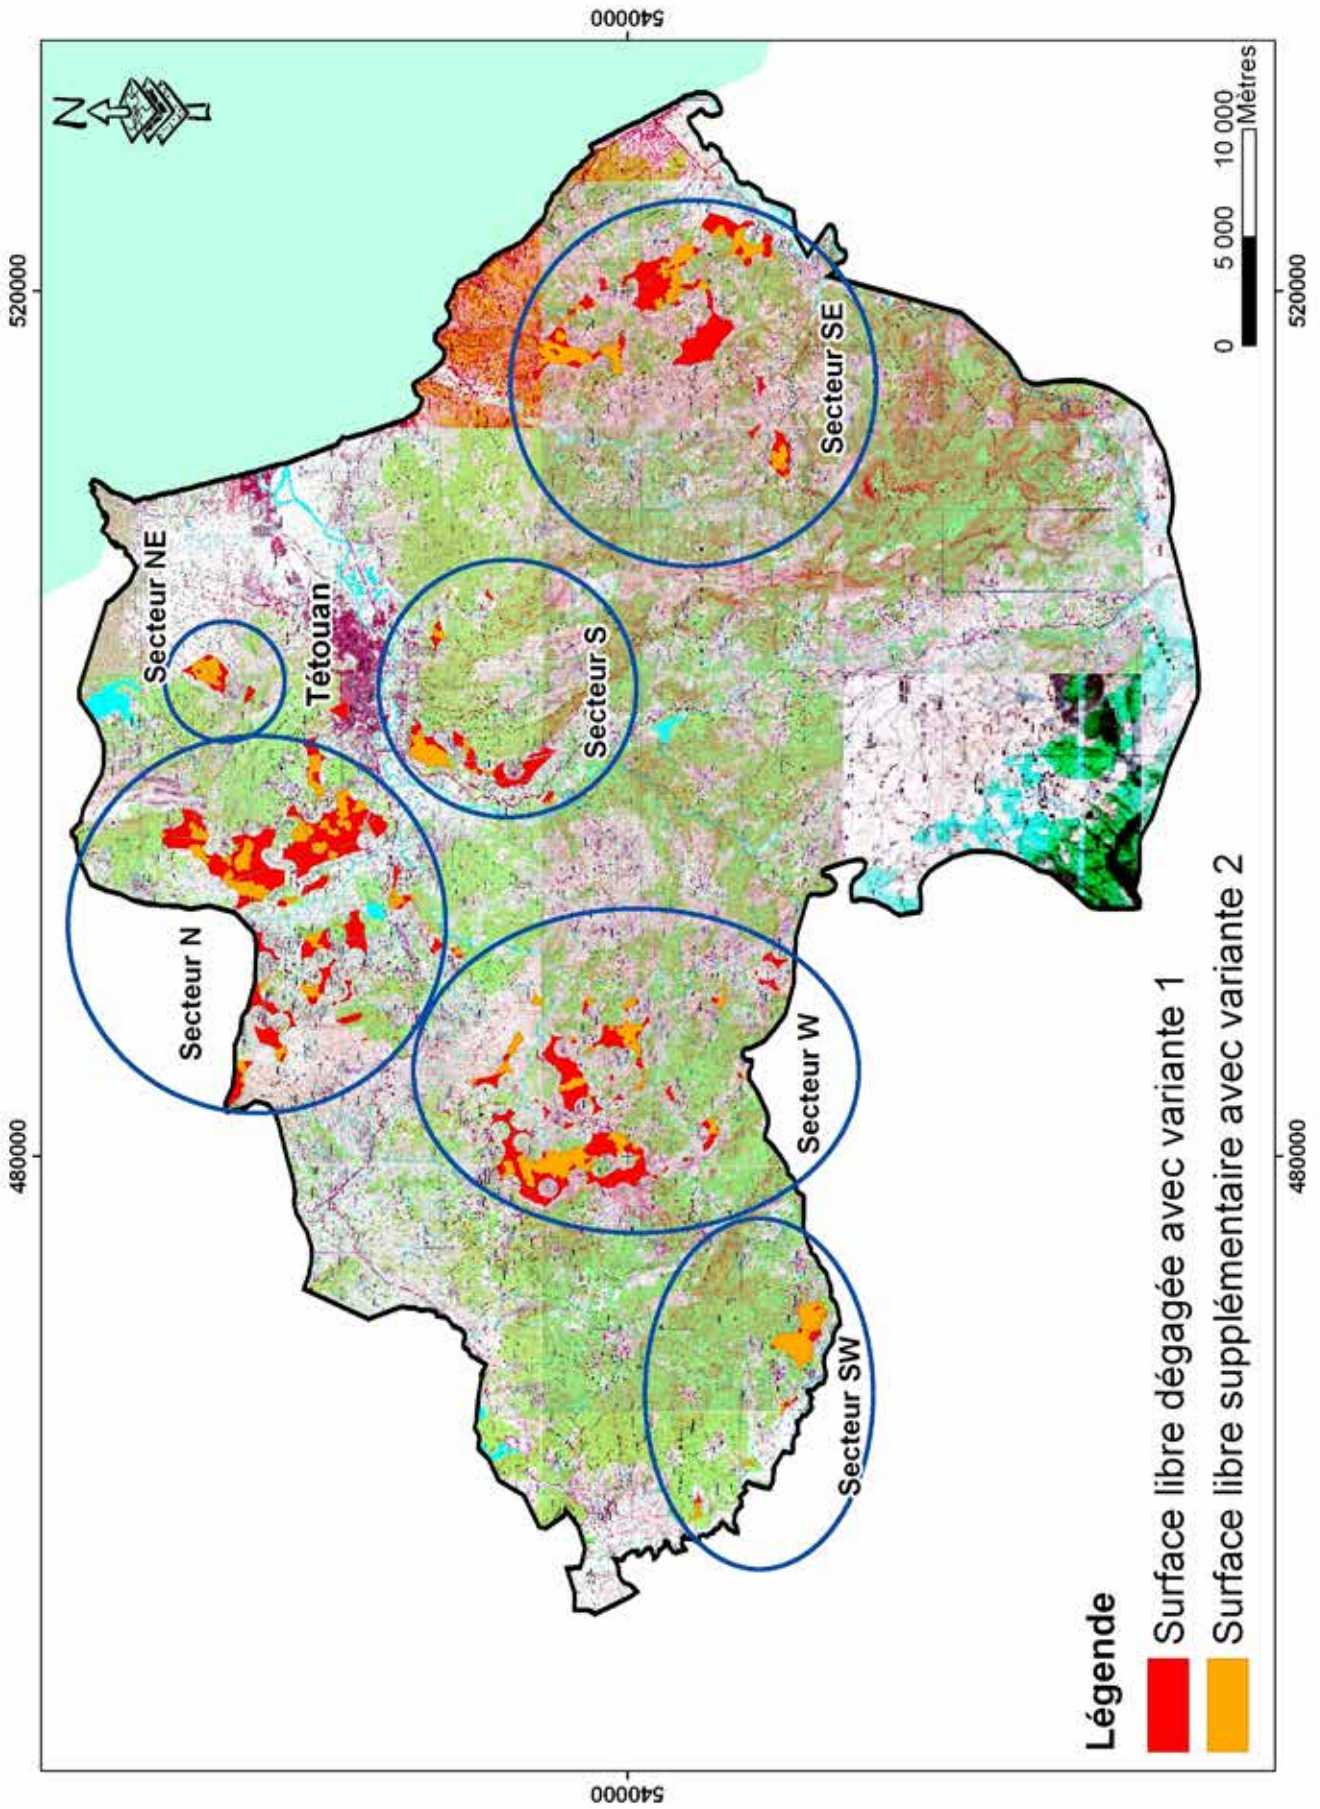 480000
520000
N
540000
540000
Secteur N
Secteur NE
Tétouan
Secteur S
Secteur W
Secteur SE
Secteur SW
Légende
Surface libre dégagée avec variante 1
Surface libre supplémentaire avec variante 2
0 5 000 10 000
Mètres
480000
520000